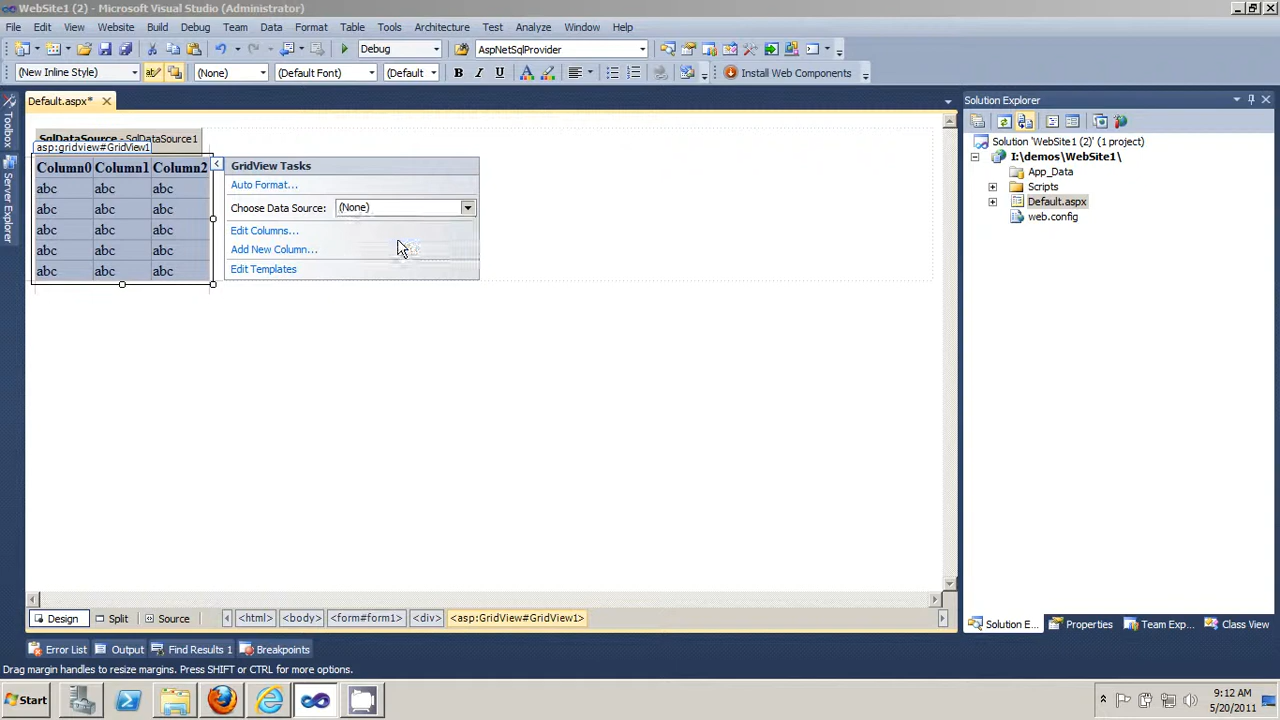 WebSite1 (2) - Microsoft Visual Studio (Administrator)
File Edit View Website Build Debug Team Data Format Table Tools Architecture Test Analyze Window Help
Debug AspNetSqlProvider
(New Inline Style) (None) (Default Font) (Default B I U A Install Web Components
Default.aspx*
Solution Explorer
Toolbox
Server Explorer
SqlDataSource - SqlDataSource1
asp:gridview#GridView1
Column0 Column1 Column2
abc abc abc
abc abc abc
abc abc abc
abc abc abc
abc abc abc
GridView Tasks
Auto Format...
Choose Data Source: (None)
Edit Columns...
Add New Column...
Edit Templates
Solution 'WebSite1 (2)' (1 project)
I:\demos\WebSite1\
App_Data
Scripts
Default.aspx
web.config
Design Split Source <html> <body> <form#form1> <div> <asp:GridView#GridView1>
Solution E... Properties Team Exp... Class View
Error List Output Find Results 1 Breakpoints
Drag margin handles to resize margins. Press SHIFT or CTRL for more options.
Start
9:12 AM
5/20/2011